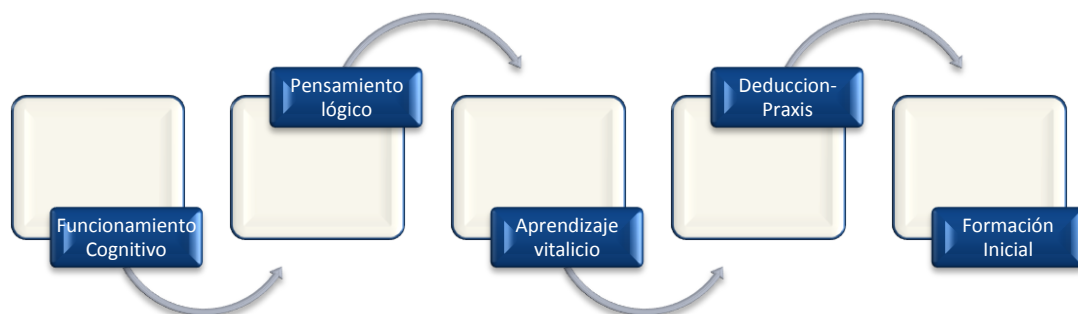 Funcionamiento
Cognitivo
Pensamiento
lógico
Aprendizaje
vitalicio
Deduccion-
Praxis
Formación
Inicial